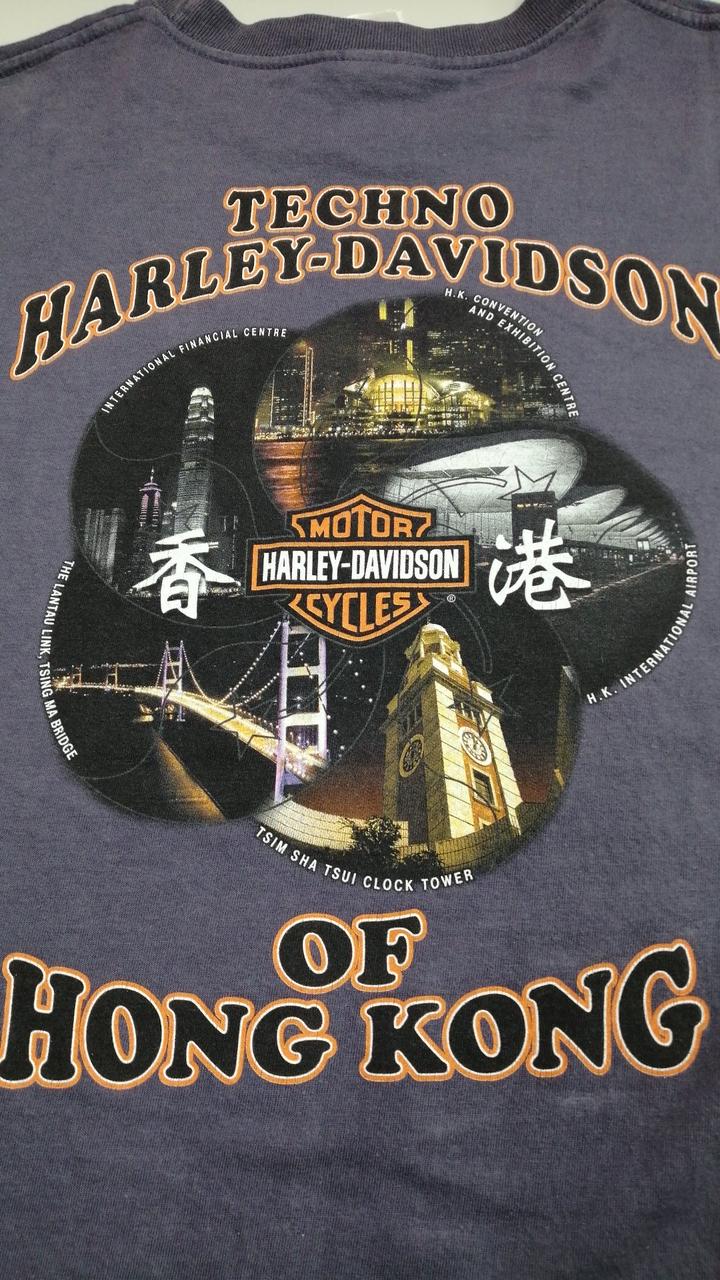 TECHNO
HARLEY-DAVIDSON
INTERNATIONAL FINANCIAL CENTRE
H.K. CONVENTION
AND EXHIBITION CENTRE
MOTOR
HARLEY-DAVIDSON
CYCLES
®
香 港
THE LANTAU LINK, TSING MA BRIDGE
H.K. INTERNATIONAL AIRPORT
TSIM SHA TSUI CLOCK TOWER
OF
HONG KONG